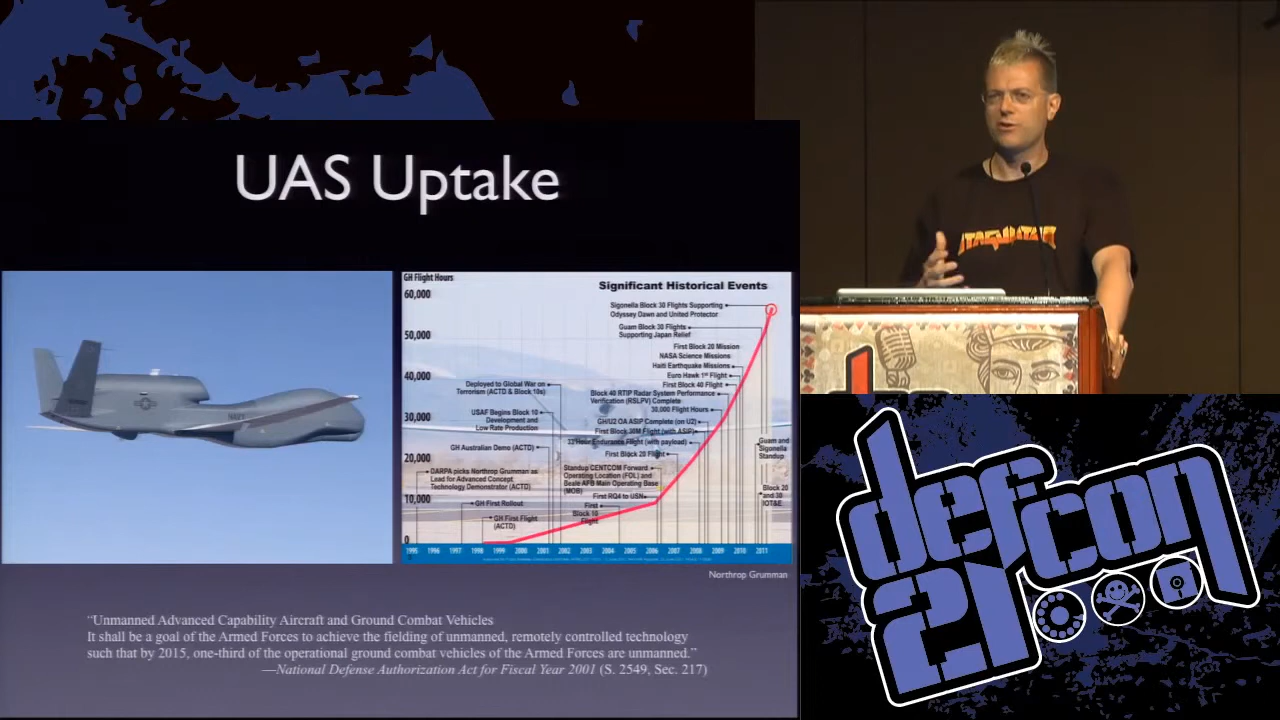 UAS Uptake
GH Flight Hours
Significant Historical Events
60,000
50,000
40,000
30,000
20,000
10,000
0
Sigonella Block 30 Flights Supporting
Odyssey Dawn and United Protector
Guam Block 30 Flights
Supporting Japan Relief
First Block 20 Mission
NASA Science Missions
Haiti Earthquake Missions
Euro Hawk 1st Flight
First Block 40 Flight
Block 40 RTIP Radar System Performance
Verification (RSLPV) Complete
30,000 Flight Hours
GH/U2 OA ASIP Complete (on U2)
First Block 30M Flight (with ASIP)
33 Hour Endurance Flight (with payload)
First Block 20 Flight
Deployed to Global War on
Terrorism (ACTD & Block 10s)
USAF Begins Block 10
Development and
Low Rate Production
GH Australian Demo (ACTD)
DARPA picks Northrop Grumman as
Lead for Advanced Concept
Technology Demonstrator (ACTD)
GH First Rollout
GH First Flight
(ACTD)
Standup CENTCOM Forward
Operating Location (FOL) and
Beale AFB Main Operating Base
(MOB)
First RQ4 to USN
First
Block 10
Flight
Guam and
Sigonella
Standup
Block 20
and 30
IOT&E
1995 1996 1997 1998 1999 2000 2001 2002 2003 2004 2005 2006 2007 2008 2009 2010 2011
Northrop Grumman
“Unmanned Advanced Capability Aircraft and Ground Combat Vehicles
It shall be a goal of the Armed Forces to achieve the fielding of unmanned, remotely controlled technology
such that by 2015, one-third of the operational ground combat vehicles of the Armed Forces are unmanned.”
—National Defense Authorization Act for Fiscal Year 2001 (S. 2549, Sec. 217)
defcon
21